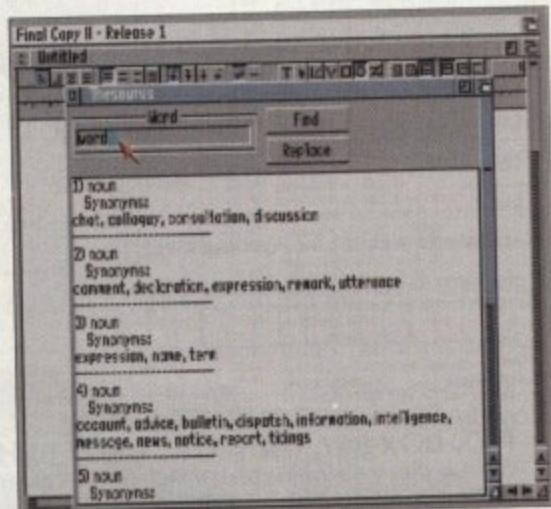 Final Copy II - Release 1
Untitled
Thesaurus
Word
word
Find
Replace
1) noun
Synonyms:
chat, colloquy, consultation, discussion
2) noun
Synonyms:
comment, declaration, expression, remark, utterance
3) noun
Synonyms:
expression, name, term
4) noun
Synonyms:
account, advice, bulletin, dispatch, information, intelligence,
message, news, notice, report, tidings
5) noun
Synonyms: